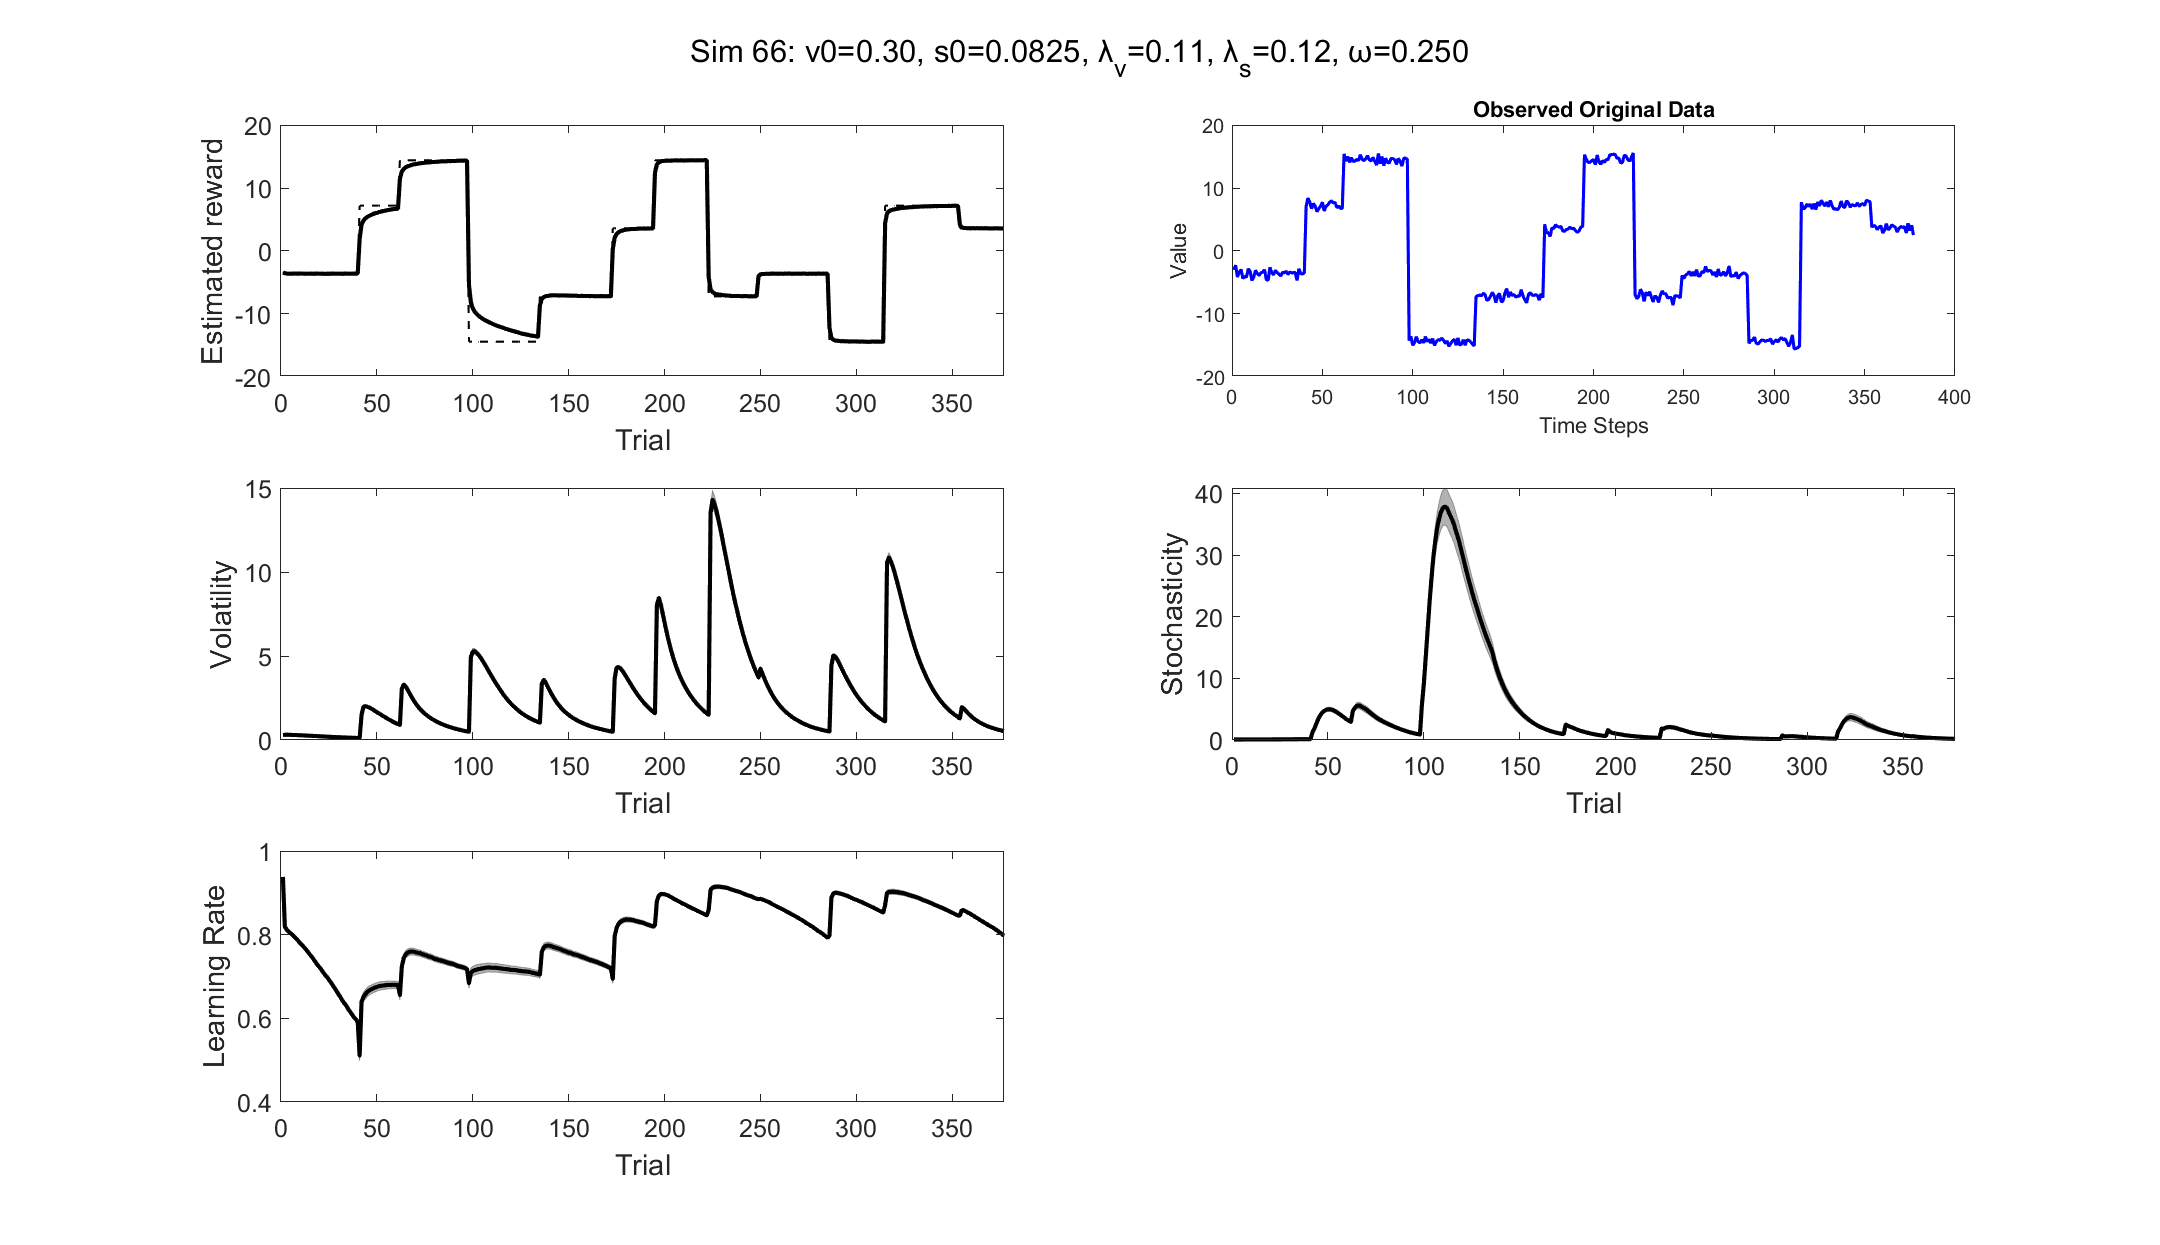 Sim 66: v0=0.30, s0=0.0825, λ_v=0.11, λ_s=0.12, ω=0.250
20
10
0
-10
-20
Estimated reward
0 50 100 150 200 250 300 350
Trial
Observed Original Data
20
10
0
-10
-20
Value
0 50 100 150 200 250 300 350 400
Time Steps
15
10
5
0
Volatility
0 50 100 150 200 250 300 350
Trial
40
30
20
10
0
Stochasticity
0 50 100 150 200 250 300 350
Trial
1
0.8
0.6
0.4
Learning Rate
0 50 100 150 200 250 300 350
Trial